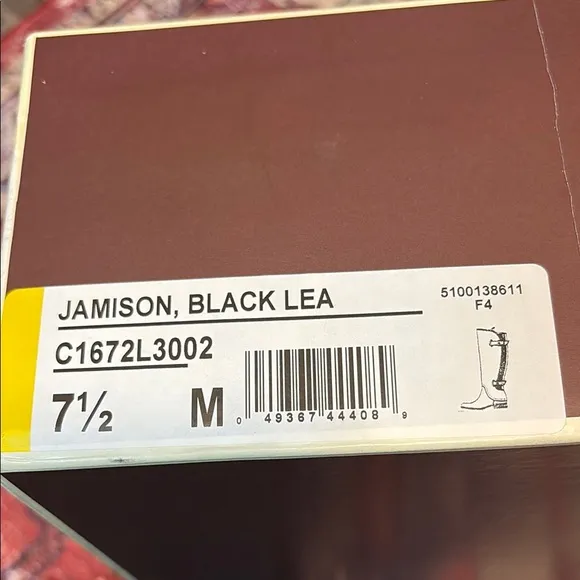 JAMISON, BLACK LEA
5100138611
F4
C1672L3002
7½ M
0 49367 44408 9